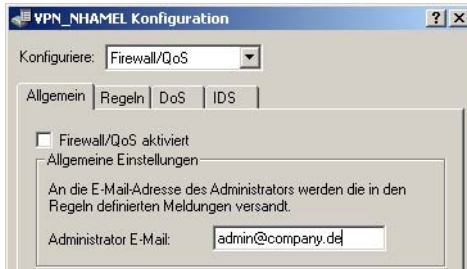 VPN_NHAMEL Konfiguration
Konfiguriere: Firewall/QoS
Allgemein Regeln DoS IDS
Firewall/QoS aktiviert
Allgemeine Einstellungen
An die E-Mail-Adresse des Administrators werden die in den
Regeln definierten Meldungen versandt.
Administrator E-Mail: admin@company.de